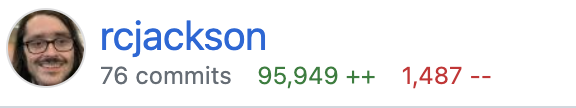 rcjackson
76 commits 95,949 ++ 1,487 --